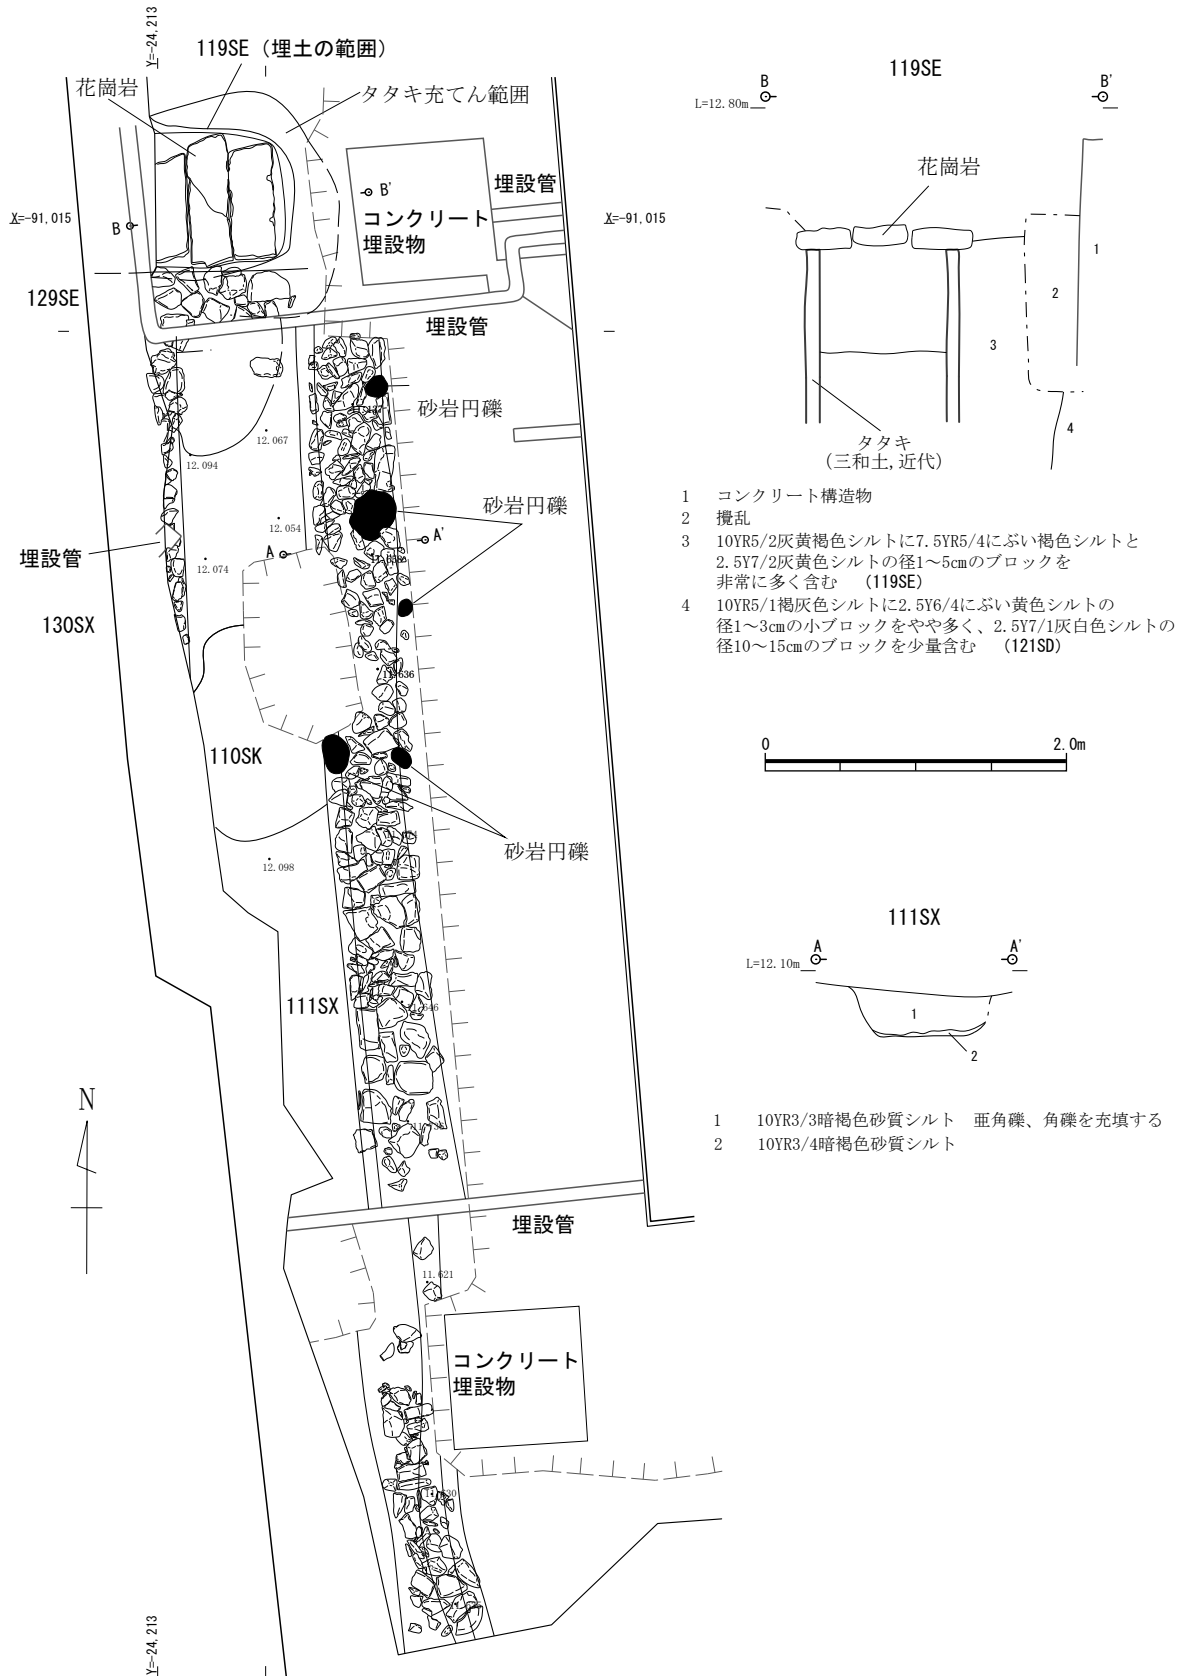 Y=-24,213
119SE（埋土の範囲）
花崗岩
タタキ充てん範囲
B
B'
X=-91,015
X=-91,015
コンクリート
埋設物
埋設管
129SE
埋設管
砂岩円礫
12.067
12.094
砂岩円礫
12.054
A
A'
埋設管
12.074
130SX
11.636
110SK
砂岩円礫
12.098
111SX
N
埋設管
11.621
コンクリート
埋設物
Y=-24,213
119SE
B
B'
L=12.80m
花崗岩
1
2
3
4
タタキ
（三和土,近代）
1 コンクリート構造物
2 攪乱
3 10YR5/2灰黄褐色シルトに7.5YR5/4にぶい褐色シルトと
2.5Y7/2灰黄色シルトの径1～5cmのブロックを
非常に多く含む （119SE）
4 10YR5/1褐灰色シルトに2.5Y6/4にぶい黄色シルトの
径1～3cmの小ブロックをやや多く、2.5Y7/1灰白色シルトの
径10～15cmのブロックを少量含む （121SD）
0 2.0m
111SX
A
A'
L=12.10m
1
2
1 10YR3/3暗褐色砂質シルト 亜角礫、角礫を充填する
2 10YR3/4暗褐色砂質シルト